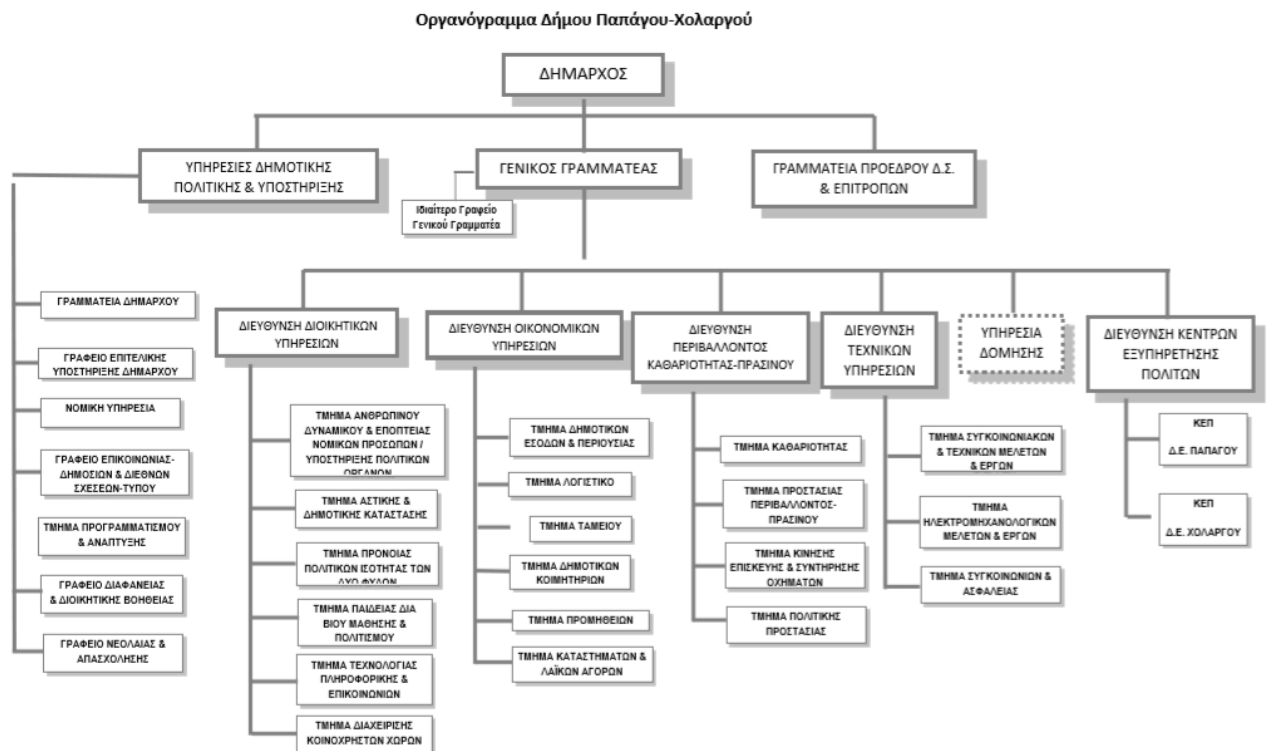 Οργανόγραμμα Δήμου Παπάγου-Χολαργού
ΔΗΜΑΡΧΟΣ
ΥΠΗΡΕΣΙΕΣ ΔΗΜΟΤΙΚΗΣ
ΠΟΛΙΤΙΚΗΣ & ΥΠΟΣΤΗΡΙΞΗΣ
ΓΕΝΙΚΟΣ ΓΡΑΜΜΑΤΕΑΣ
ΓΡΑΜΜΑΤΕΙΑ ΠΡΟΕΔΡΟΥ Δ.Σ.
& ΕΠΙΤΡΟΠΩΝ
Ιδιαίτερο Γραφείο
Γενικού Γραμματέα
ΓΡΑΜΜΑΤΕΙΑ ΔΗΜΑΡΧΟΥ
ΓΡΑΦΕΙΟ ΕΠΙΤΕΛΙΚΗΣ
ΥΠΟΣΤΗΡΙΞΗΣ ΔΗΜΑΡΧΟΥ
ΝΟΜΙΚΗ ΥΠΗΡΕΣΙΑ
ΓΡΑΦΕΙΟ ΕΠΙΚΟΙΝΩΝΙΑΣ-
ΔΗΜΟΣΙΩΝ & ΔΙΕΘΝΩΝ
ΣΧΕΣΕΩΝ-ΤΥΠΟΥ
ΤΜΗΜΑ ΠΡΟΓΡΑΜΜΑΤΙΣΜΟΥ
& ΑΝΑΠΤΥΞΗΣ
ΓΡΑΦΕΙΟ ΔΙΑΦΑΝΕΙΑΣ
& ΔΙΟΙΚΗΤΙΚΗΣ ΒΟΗΘΕΙΑΣ
ΓΡΑΦΕΙΟ ΝΕΟΛΑΙΑΣ &
ΑΠΑΣΧΟΛΗΣΗΣ
ΔΙΕΥΘΥΝΣΗ ΔΙΟΙΚΗΤΙΚΩΝ
ΥΠΗΡΕΣΙΩΝ
ΤΜΗΜΑ ΑΝΘΡΩΠΙΝΟΥ
ΔΥΝΑΜΙΚΟΥ & ΕΠΟΠΤΕΙΑΣ
ΝΟΜΙΚΩΝ ΠΡΟΣΩΠΩΝ /
ΥΠΟΣΤΗΡΙΞΗΣ ΠΟΛΙΤΙΚΩΝ
ΟΡΓΑΝΩΝ
ΤΜΗΜΑ ΑΣΤΙΚΗΣ &
ΔΗΜΟΤΙΚΗΣ ΚΑΤΑΣΤΑΣΗΣ
ΤΜΗΜΑ ΠΡΟΝΟΙΑΣ
ΠΟΛΙΤΙΚΗΣ ΙΣΟΤΗΤΑΣ ΤΩΝ
ΔΥΟ ΦΥΛΩΝ
ΤΜΗΜΑ ΠΑΙΔΕΙΑΣ ΔΙΑ
ΒΙΟΥ ΜΑΘΗΣΗΣ &
ΠΟΛΙΤΙΣΜΟΥ
ΤΜΗΜΑ ΤΕΧΝΟΛΟΓΙΑΣ
ΠΛΗΡΟΦΟΡΙΚΗΣ &
ΕΠΙΚΟΙΝΩΝΙΩΝ
ΤΜΗΜΑ ΔΙΑΧΕΙΡΙΣΗΣ
ΚΟΙΝΟΧΡΗΣΤΩΝ ΧΩΡΩΝ
ΔΙΕΥΘΥΝΣΗ ΟΙΚΟΝΟΜΙΚΩΝ
ΥΠΗΡΕΣΙΩΝ
ΤΜΗΜΑ ΔΗΜΟΤΙΚΩΝ
ΕΣΟΔΩΝ & ΠΕΡΙΟΥΣΙΑΣ
ΤΜΗΜΑ ΛΟΓΙΣΤΙΚΟ
ΤΜΗΜΑ ΤΑΜΕΙΟΥ
ΤΜΗΜΑ ΔΗΜΟΤΙΚΩΝ
ΚΟΙΜΗΤΗΡΙΩΝ
ΤΜΗΜΑ ΠΡΟΜΗΘΕΙΩΝ
ΤΜΗΜΑ ΚΑΤΑΣΤΗΜΑΤΩΝ &
ΛΑΪΚΩΝ ΑΓΟΡΩΝ
ΔΙΕΥΘΥΝΣΗ
ΠΕΡΙΒΑΛΛΟΝΤΟΣ
ΚΑΘΑΡΙΟΤΗΤΑΣ-ΠΡΑΣΙΝΟΥ
ΤΜΗΜΑ ΚΑΘΑΡΙΟΤΗΤΑΣ
ΤΜΗΜΑ ΠΡΟΣΤΑΣΙΑΣ
ΠΕΡΙΒΑΛΛΟΝΤΟΣ-
ΠΡΑΣΙΝΟΥ
ΤΜΗΜΑ ΚΙΝΗΣΗΣ
ΕΠΙΣΚΕΥΗΣ & ΣΥΝΤΗΡΗΣΗΣ
ΟΧΗΜΑΤΩΝ
ΤΜΗΜΑ ΠΟΛΙΤΙΚΗΣ
ΠΡΟΣΤΑΣΙΑΣ
ΔΙΕΥΘΥΝΣΗ
ΤΕΧΝΙΚΩΝ
ΥΠΗΡΕΣΙΩΝ
ΤΜΗΜΑ ΣΥΓΚΟΙΝΩΝΙΑΚΩΝ
& ΤΕΧΝΙΚΩΝ ΜΕΛΕΤΩΝ
& ΕΡΓΩΝ
ΤΜΗΜΑ
ΗΛΕΚΤΡΟΜΗΧΑΝΟΛΟΓΙΚΩΝ
ΜΕΛΕΤΩΝ & ΕΡΓΩΝ
ΤΜΗΜΑ ΣΥΓΚΟΙΝΩΝΙΩΝ &
ΑΣΦΑΛΕΙΑΣ
ΥΠΗΡΕΣΙΑ
ΔΟΜΗΣΗΣ
ΔΙΕΥΘΥΝΣΗ ΚΕΝΤΡΩΝ
ΕΞΥΠΗΡΕΤΗΣΗΣ
ΠΟΛΙΤΩΝ
ΚΕΠ
Δ.Ε. ΠΑΠΑΓΟΥ
ΚΕΠ
Δ.Ε. ΧΟΛΑΡΓΟΥ